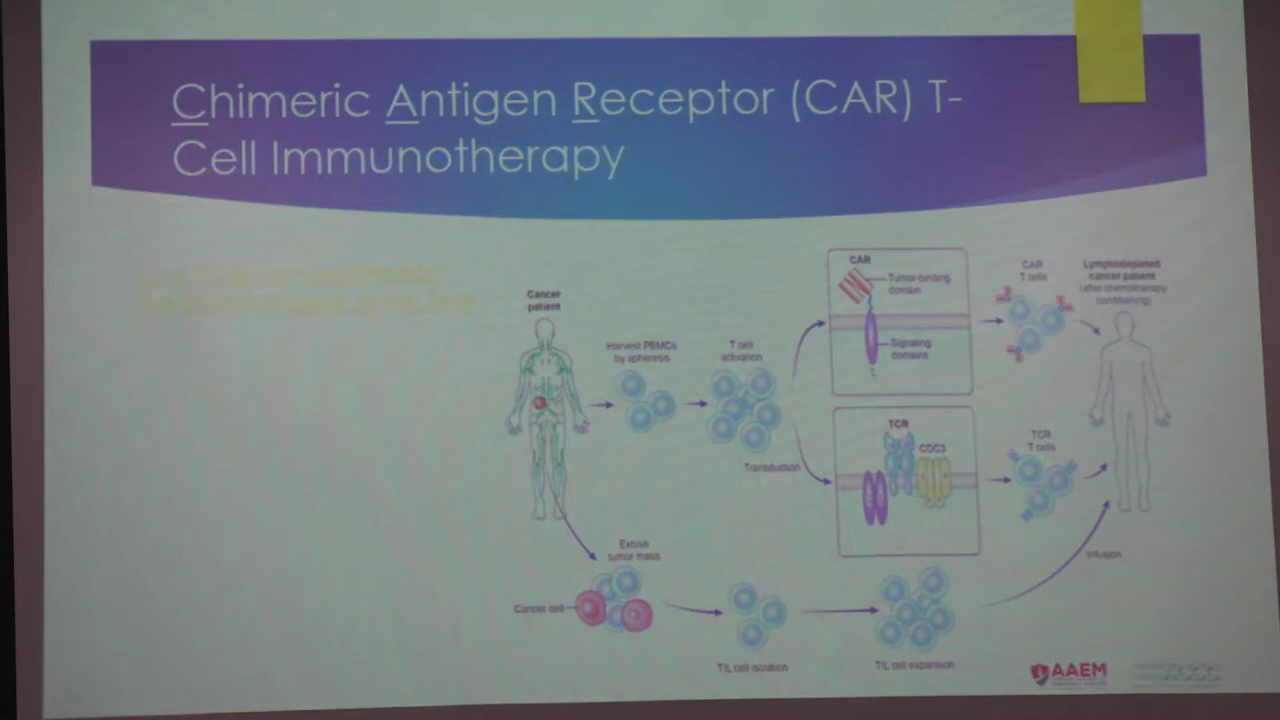 Chimeric Antigen Receptor (CAR) T-
Cell Immunotherapy
Cancer
patient
Harvest PBMCs
by apheresis
T cell
activation
Transduction
CAR
Tumor-binding
domain
Signaling
domains
CAR
T cells
Lymphodepleted
cancer patient
(after chemotherapy
conditioning)
TCR
CDC3
TCR
T cells
Infusion
Excise
tumor mass
Cancer cell
TIL cell isolation
TIL cell expansion
AAEM